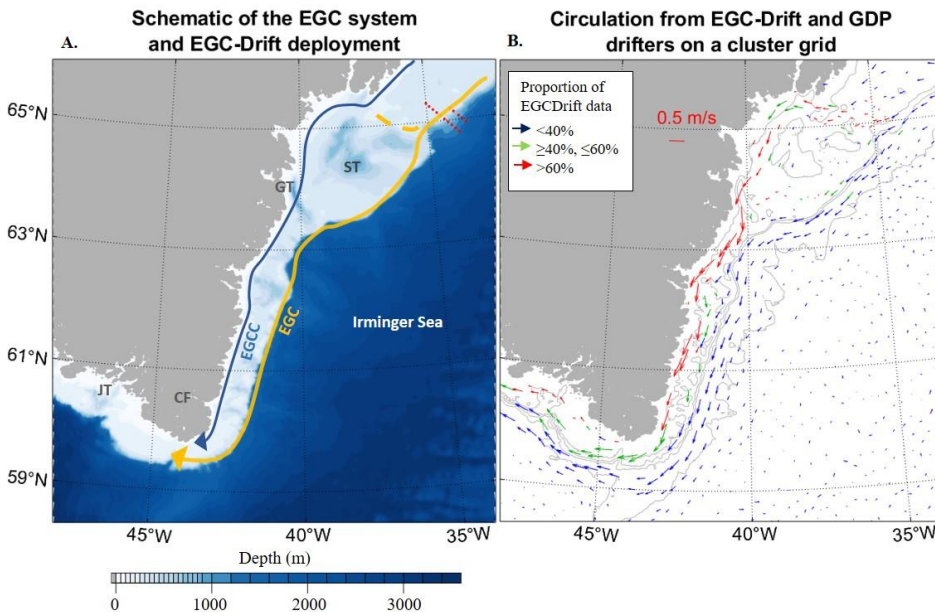 Schematic of the EGC system
and EGC-Drift deployment
A.
65°N
63°N
61°N
59°N
ST
GT
EGCC
EGC
Irminger Sea
JT
CF
45°W
40°W
35°W
Depth (m)
0
1000
2000
3000
Circulation from EGC-Drift and GDP
drifters on a cluster grid
B.
Proportion of
EGCDrift data
<40%
≥40%, ≤60%
>60%
0.5 m/s
45°W
40°W
35°W